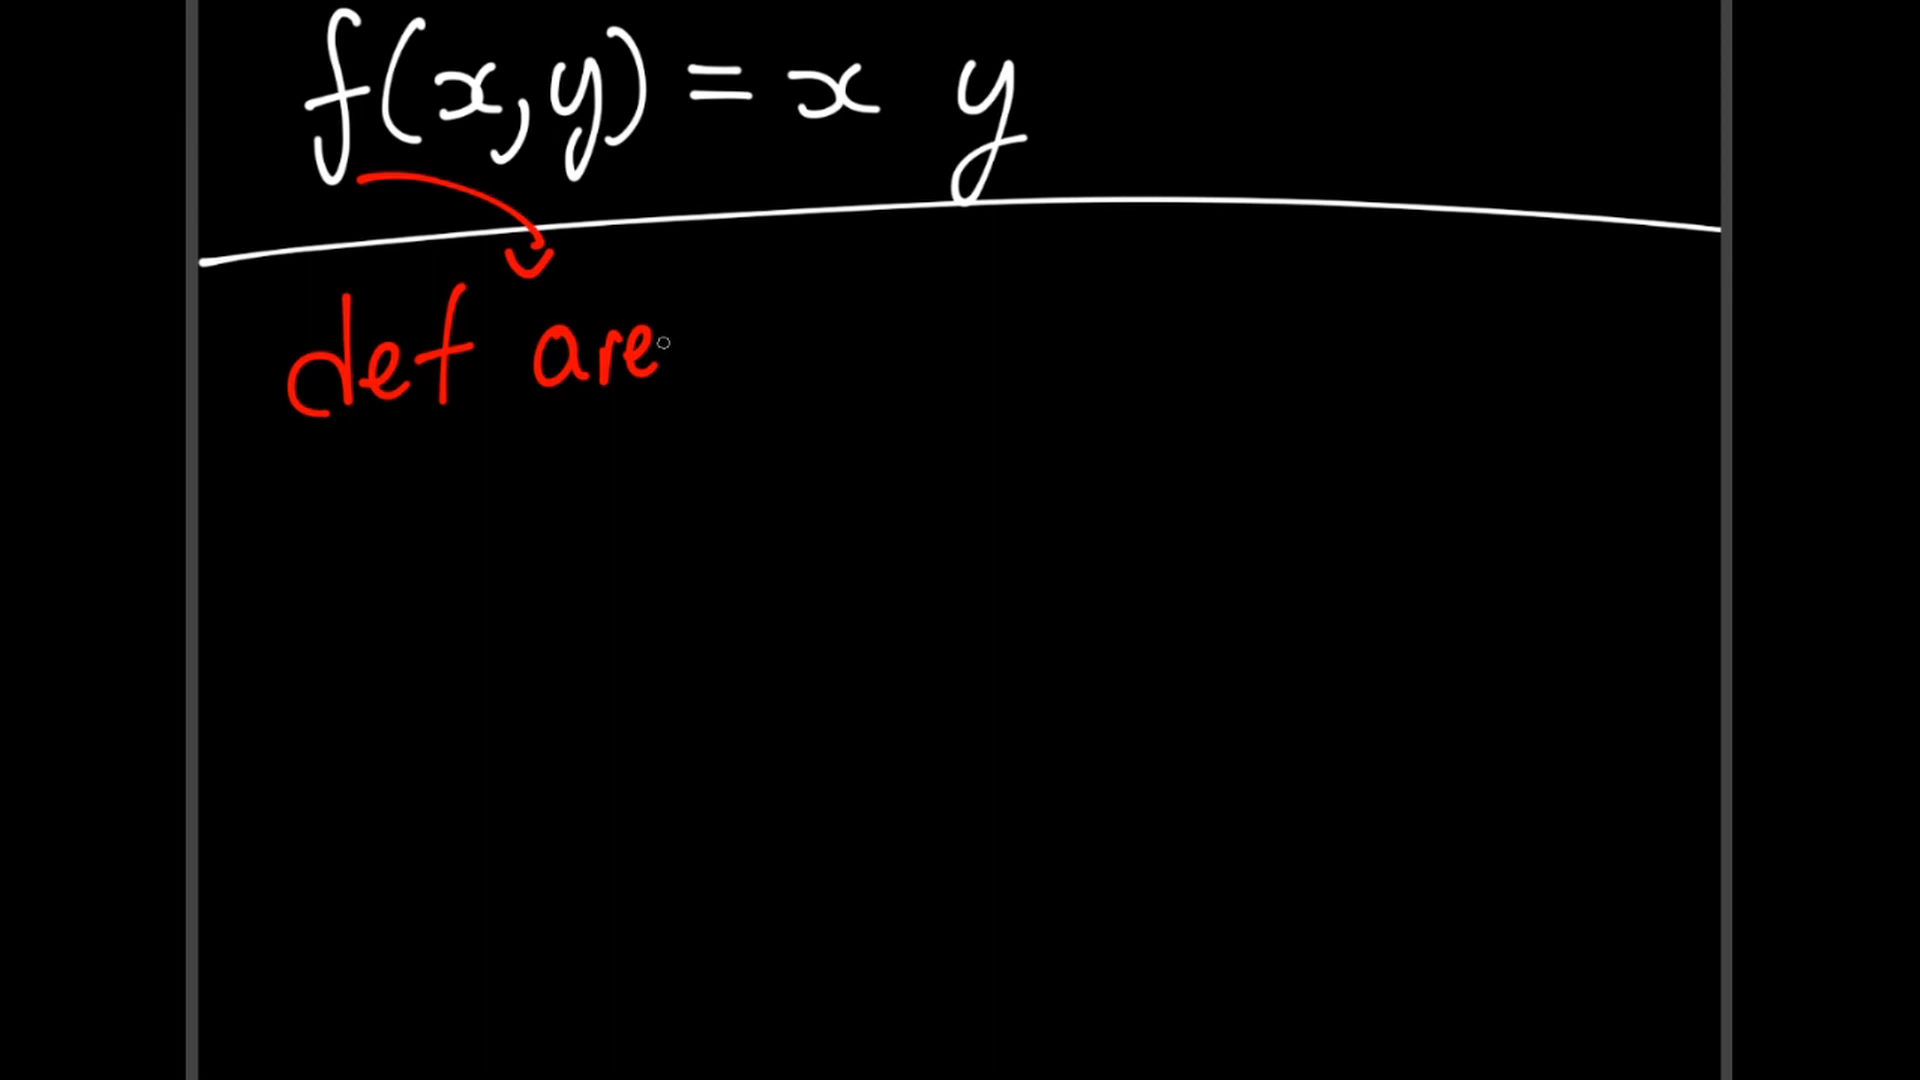 f(x,y) = x y
def are